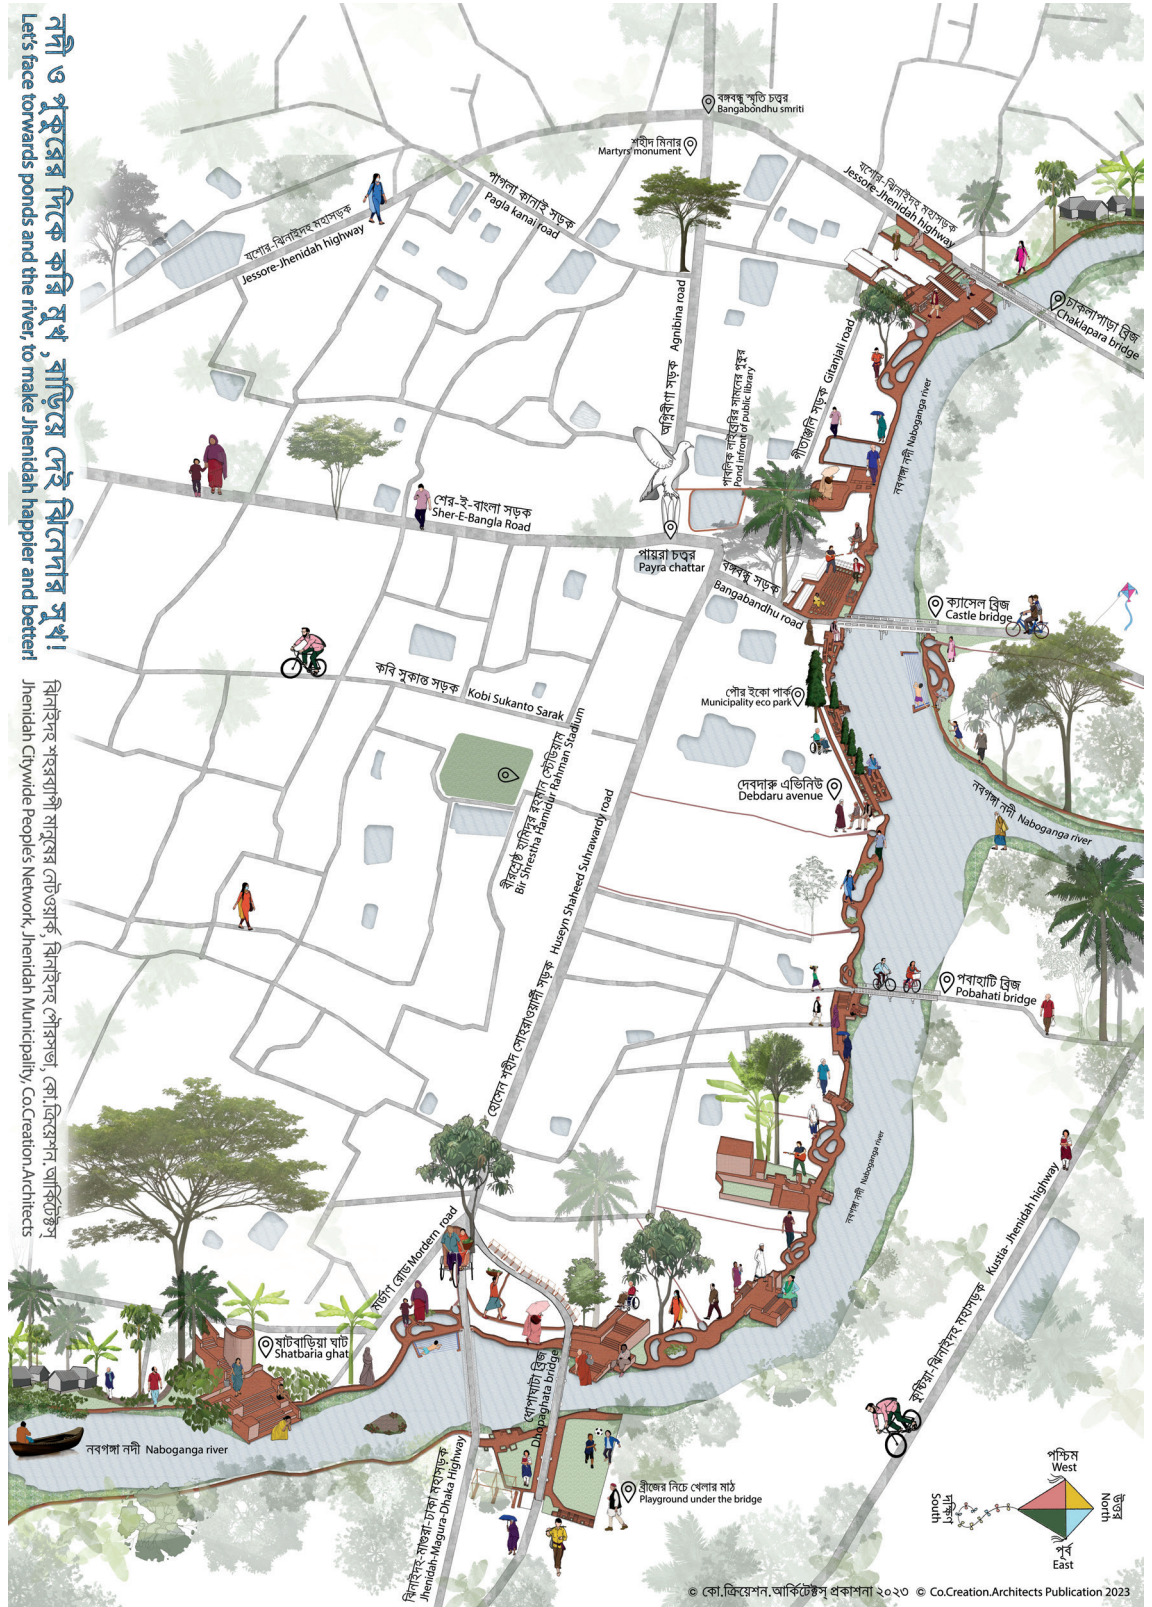 নদী ও পুকুরের দিকে করি মুখ, বাড়িয়ে দেই ঝিনেদার সুখ!
Let's face torwards ponds and the river, to make Jhenidah happier and better!
ঝিনাইদহ শহরব্যাপী মানুষের নেটওয়ার্ক, ঝিনাইদহ পৌরসভা, কো.ক্রিয়েশন.আর্কিটেক্টস্
Jhenidah Citywide People's Network, Jhenidah Municipality, Co.Creation.Architects
বঙ্গবন্ধু স্মৃতি চত্ত্বর
Bangabondhu smriti
শহীদ মিনার
Martyrs' monument
যশোর-ঝিনাইদহ মহাসড়ক
Jessore-Jhenidah highway
পাগলা কানাই সড়ক
Pagla kanai road
যশোর-ঝিনাইদহ মহাসড়ক
Jessore-Jhenidah highway
চাকলাপাড়া ব্রিজ
Chaklapara bridge
অগ্নিবীণা সড়ক Agnibina road
গীতাঞ্জলি সড়ক Gitanjali road
পাবলিক লাইব্রেরির সামনের পুকুর
Pond infront of public library
নবগঙ্গা নদী Naboganga river
শের-ই-বাংলা সড়ক
Sher-E-Bangla Road
পায়রা চত্বর
Payra chattar
বঙ্গবন্ধু সড়ক
Bangabandhu road
ক্যাসেল ব্রিজ
Castle bridge
কবি সুকান্ত সড়ক Kobi Sukanto Sarak
পৌর ইকো পার্ক
Municipality eco park
বীরশ্রেষ্ঠ হামিদুর রহমান স্টেডিয়াম
Bir Shrestha Hamidur Rahman Stadium
দেবদারু এভিনিউ
Debdaru avenue
নবগঙ্গা নদী Naboganga river
হোসেন শহীদ সোহরাওয়ার্দী সড়ক Huseyn Shaheed Suhrawardy road
পবাহাটি ব্রিজ
Pobahati bridge
নবগঙ্গা নদী Naboganga river
কুষ্টিয়া-ঝিনাইদহ মহাসড়ক Kustia- Jhenidah highway
মর্ডাণ রোড Mordern road
ষাটবাড়িয়া ঘাট
Shatbaria ghat
ধোপাঘাটা ব্রিজ
Dhopaghata bridge
নবগঙ্গা নদী Naboganga river
ঝিনাইদহ-মাগুরা-ঢাকা মহাসড়ক
Jhenidah-Magura-Dhaka Highway
ব্রীজের নিচে খেলার মাঠ
Playground under the bridge
পশ্চিম
West
উত্তর
North
দক্ষিণ
South
পূর্ব
East
© কো.ক্রিয়েশন.আর্কিটেক্টস্ প্রকাশনা ২০২৩ © Co.Creation.Architects Publication 2023